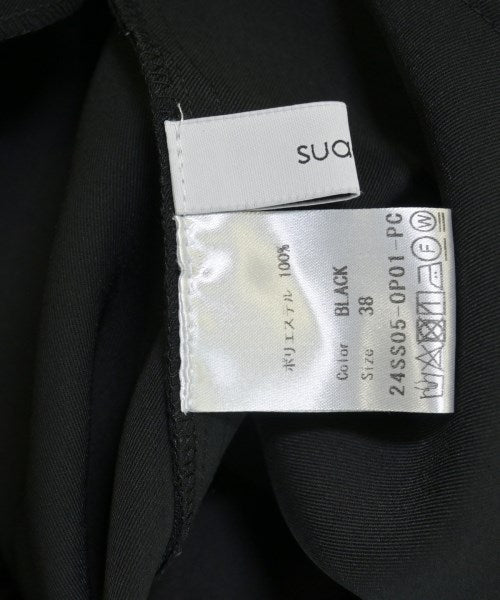 sua
ポリエステル 100%
Color BLACK
Size 38
24SS05-OP01-PC
F W